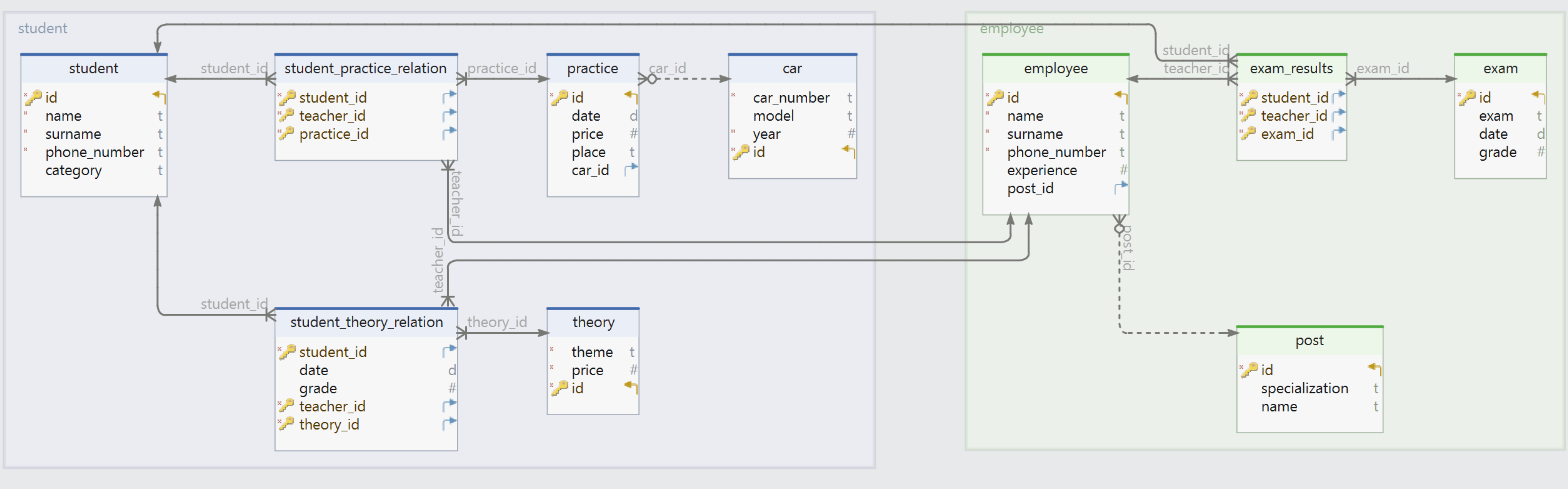 student
student
id
name t
surname t
phone_number t
category t
student_id
student_practice_relation
student_id
teacher_id
practice_id
practice_id
practice
id
date d
price #
place t
car_id
car_id
car
car_number t
model t
year #
id
teacher_id
teacher_id
student_id
student_theory_relation
student_id
date d
grade #
teacher_id
theory_id
theory_id
theory
theme t
price #
id
employee
employee
id
name t
surname t
phone_number t
experience #
post_id
student_id
teacher_id
exam_results
student_id
teacher_id
exam_id
exam_id
exam
id
exam t
date d
grade #
post_id
post
id
specialization t
name t